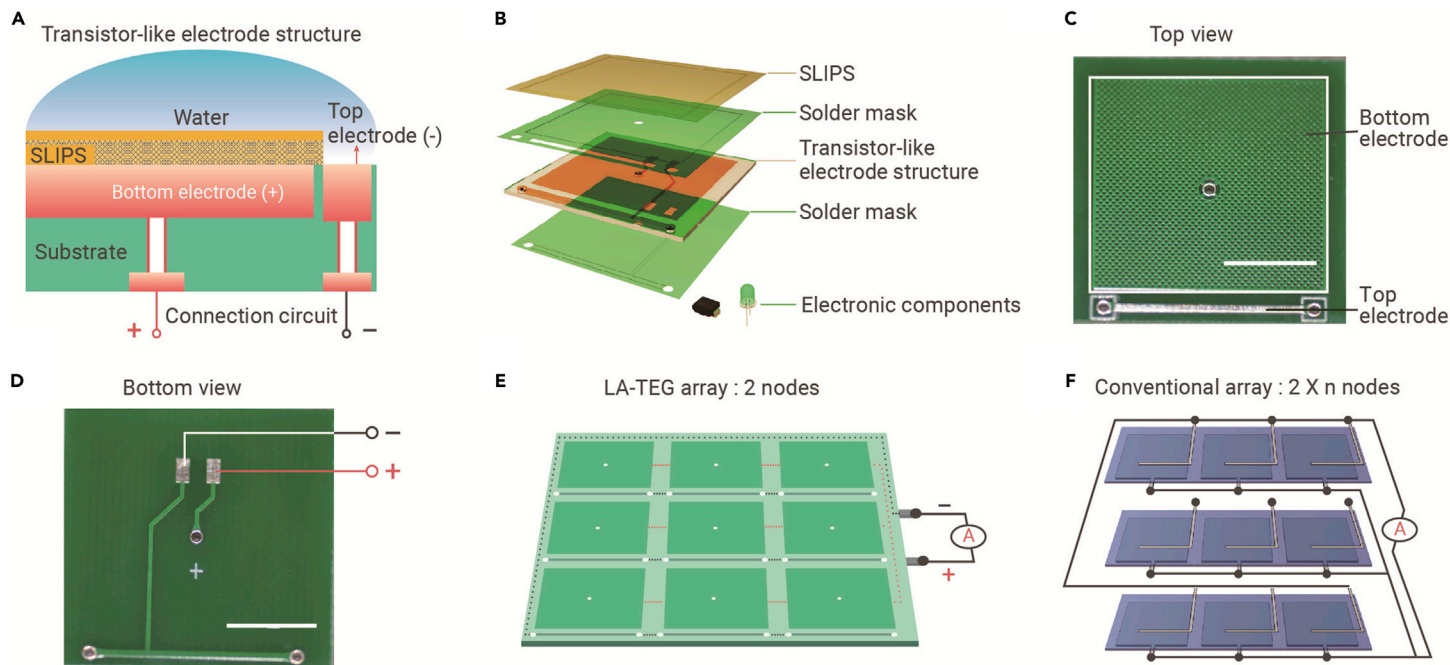 A
Transistor-like electrode structure
Water
Top
electrode (-)
SLIPS
Bottom electrode (+)
Substrate
+
Connection circuit
−
B
SLIPS
Solder mask
Transistor-like
electrode structure
Solder mask
Electronic components
C
Top view
Bottom
electrode
Top
electrode
D
Bottom view
−
+
+
E
LA-TEG array : 2 nodes
−
A
+
F
Conventional array : 2 X n nodes
A